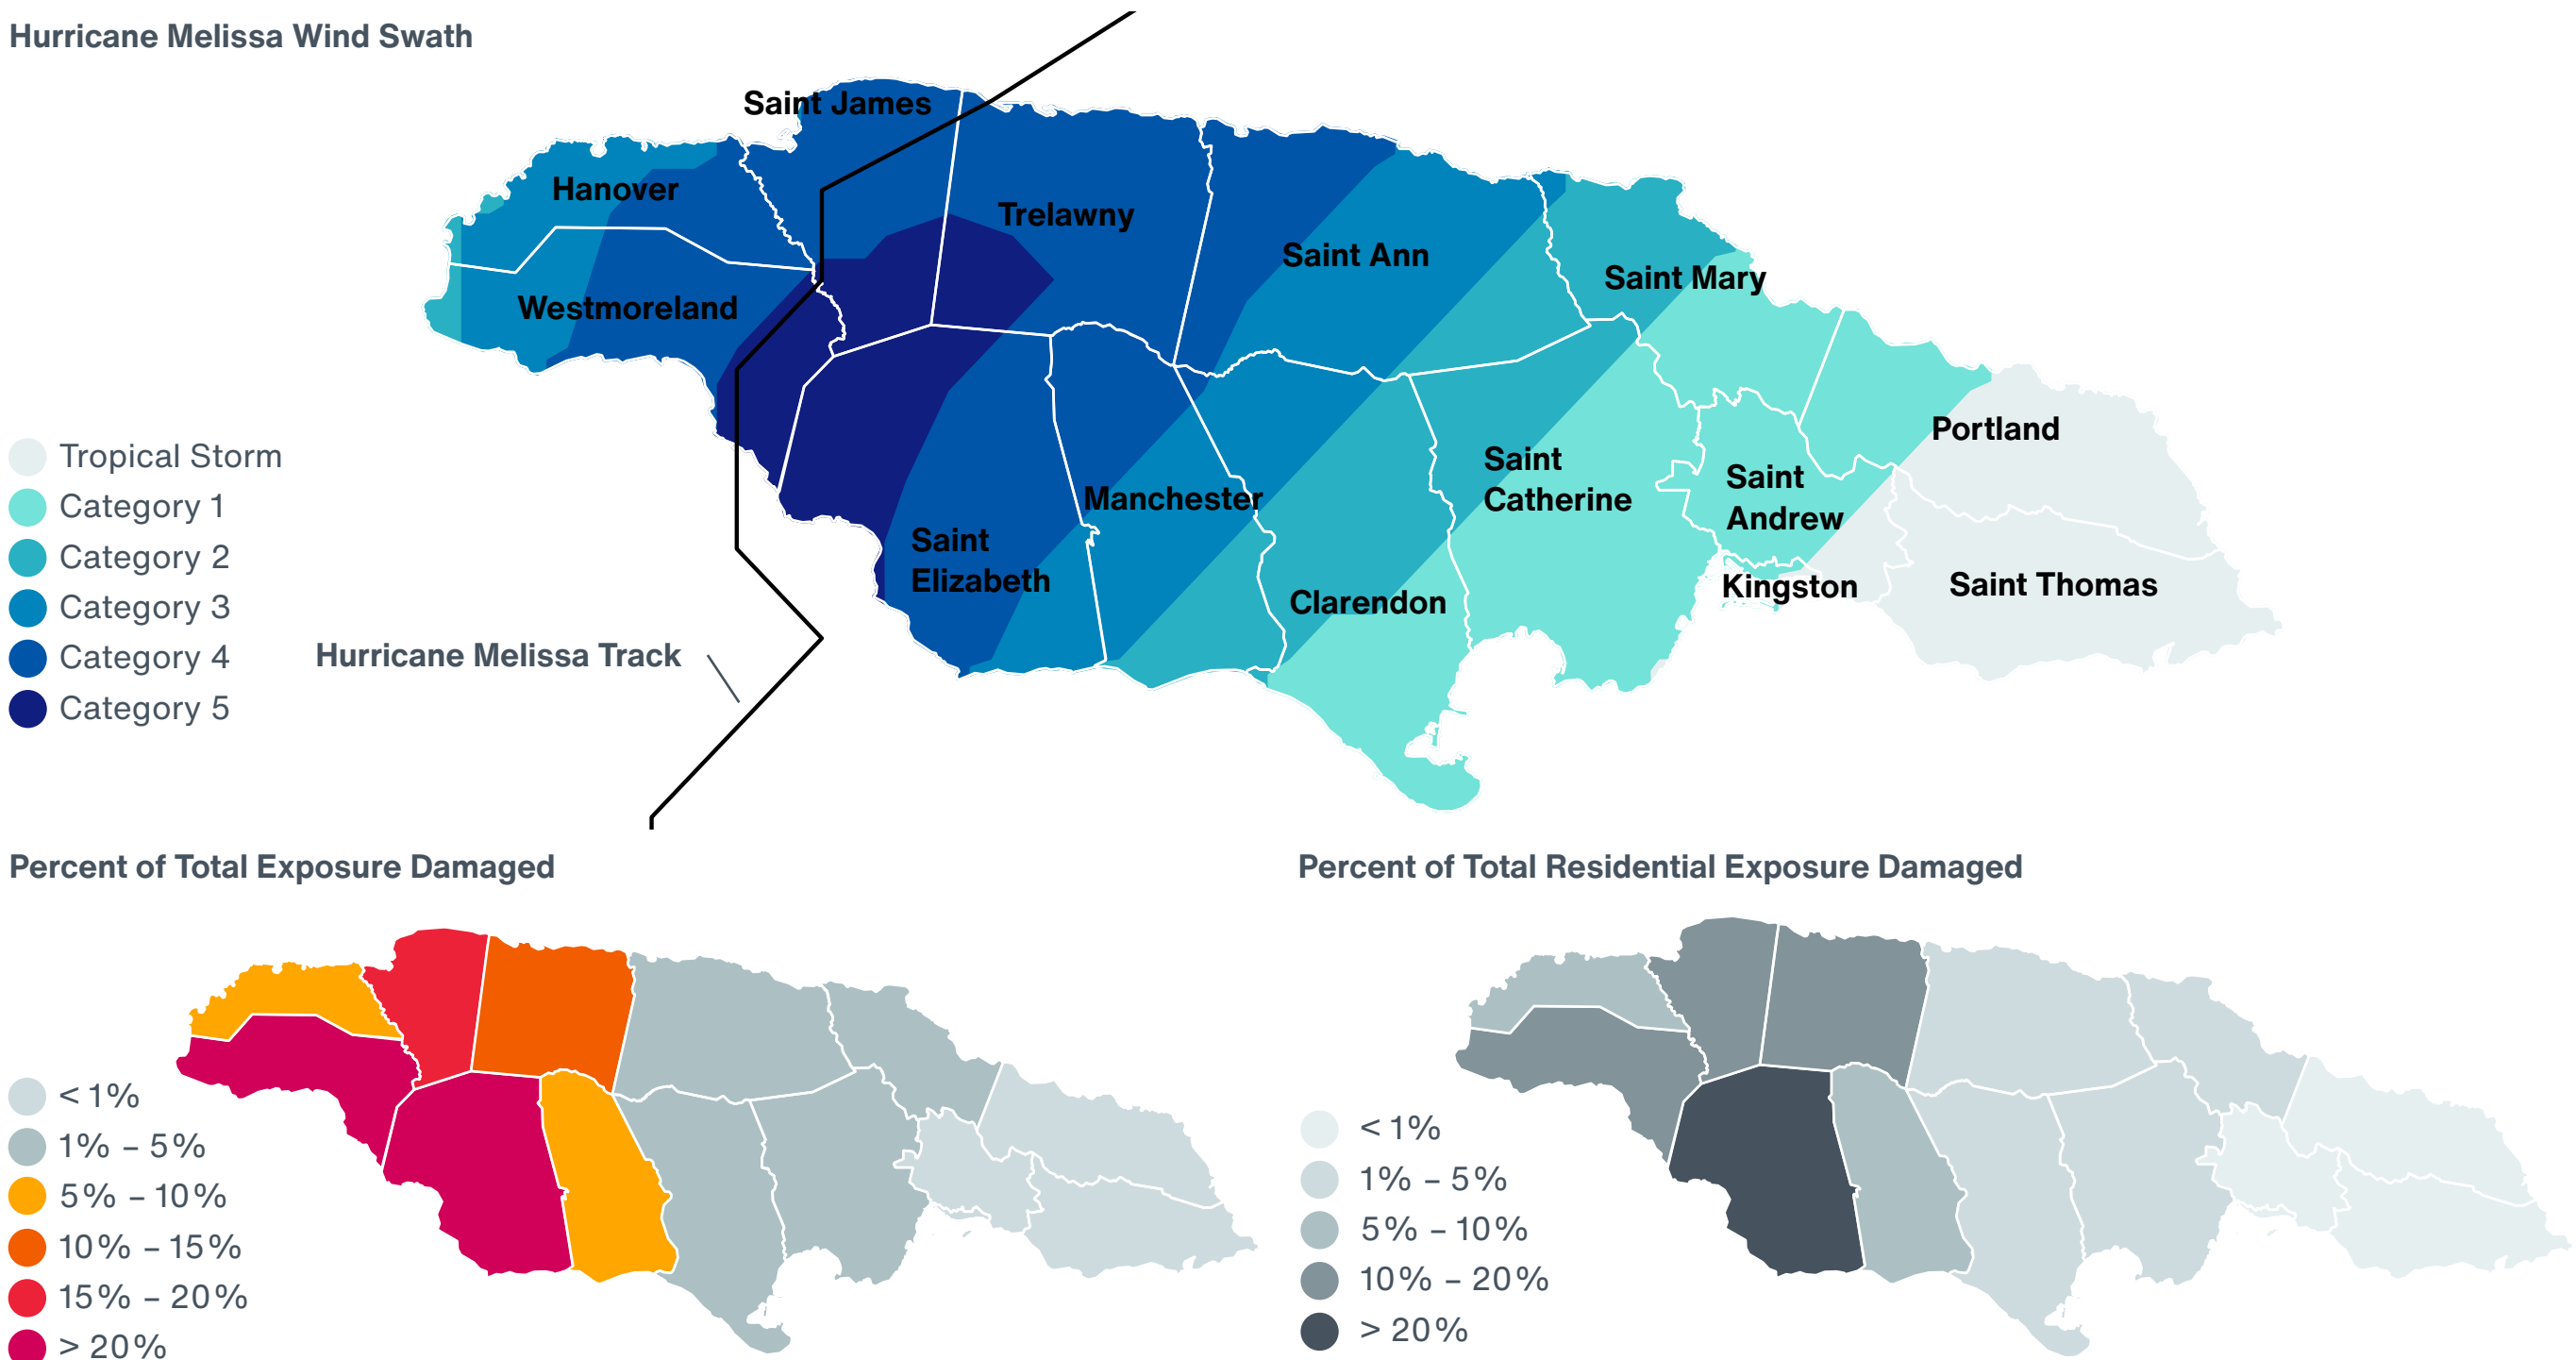 Hurricane Melissa Wind Swath
Saint James
Hanover
Trelawny
Saint Ann
Saint Mary
Westmoreland
Portland
Saint
Catherine
Saint
Andrew
Manchester
Saint
Elizabeth
Clarendon
Kingston
Saint Thomas
Tropical Storm
Category 1
Category 2
Category 3
Category 4
Category 5
Hurricane Melissa Track
Percent of Total Exposure Damaged
< 1%
1% – 5%
5% – 10%
10% – 15%
15% – 20%
> 20%
Percent of Total Residential Exposure Damaged
< 1%
1% – 5%
5% – 10%
10% – 20%
> 20%